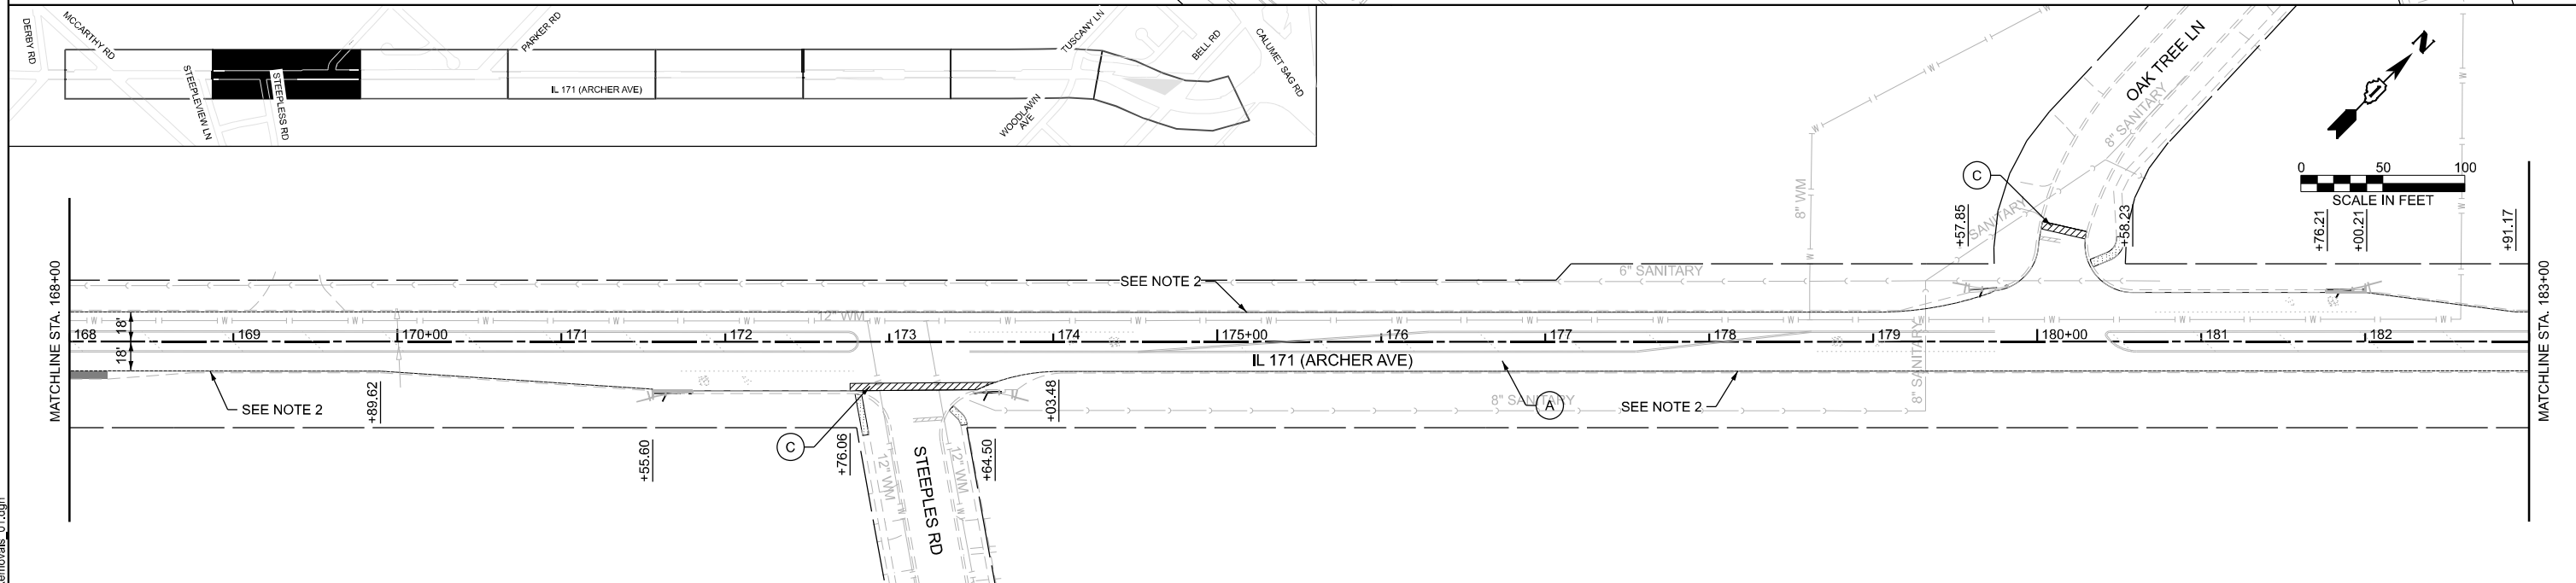 DERBY RD
MCCARTHY RD
STEEPLEVIEW LN
STEEPLESS RD
PARKER RD
IL 171 (ARCHER AVE)
WOODLAWN
AVE
TUSCANY LN
BELL RD
CALUMET SAG RD
OAK TREE LN
8" SANITARY
N
0 50 100
SCALE IN FEET
C
8" WM
SANITARY
+57.85
+58.23
+76.21
+00.21
+91.17
MATCHLINE STA. 168+00
SEE NOTE 2
6" SANITARY
12" WM
18'
168 169 170+00 171 172 173 174 175+00 176 177 178 179 180+00 181 182
18'
IL 171 (ARCHER AVE)
8" SANITARY
MATCHLINE STA. 183+00
SEE NOTE 2
+89.62
+55.60
C
+76.06
+64.50
+03.48
8" SANITARY
A
SEE NOTE 2
12" WM
STEEPLES RD
12" WM